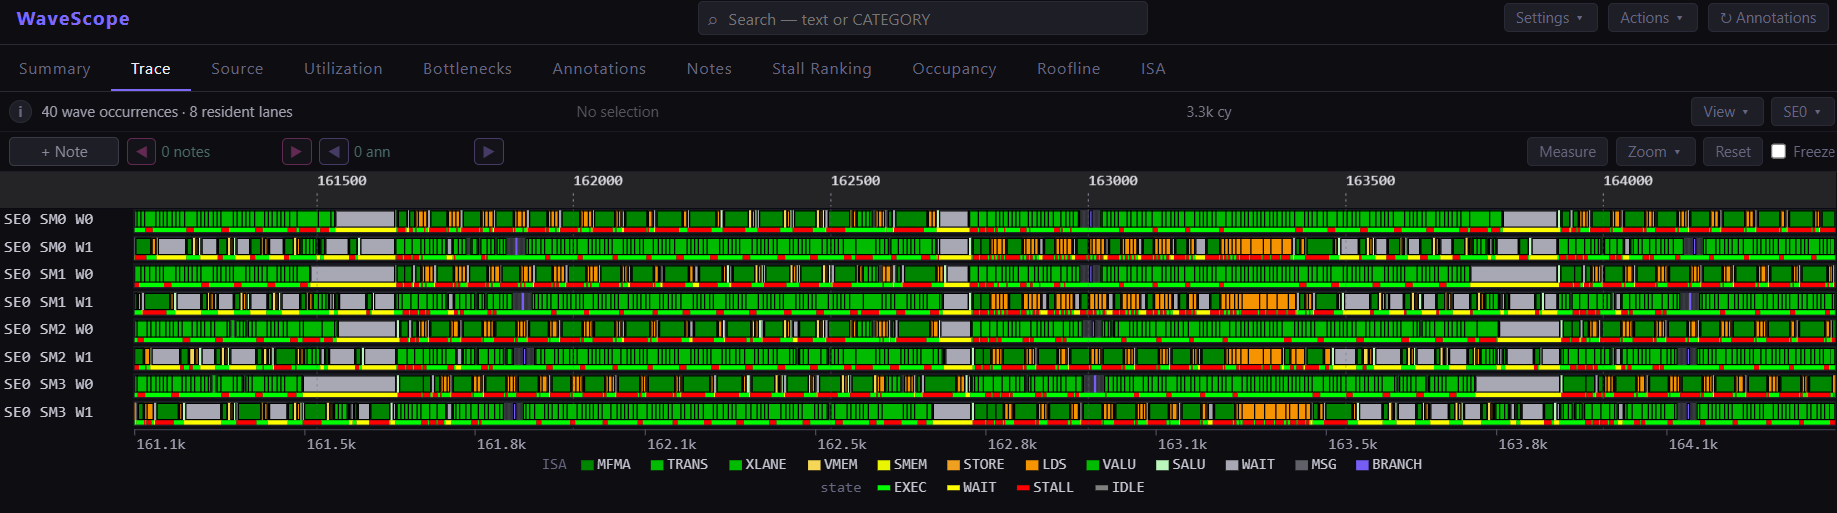 WaveScope
⌕ Search — text or CATEGORY
Settings ▾ Actions ▾ ↻ Annotations
Summary Trace Source Utilization Bottlenecks Annotations Notes Stall Ranking Occupancy Roofline ISA
i 40 wave occurrences · 8 resident lanes No selection 3.3k cy View ▾ SE0 ▾
+ Note ◀ 0 notes ▶ ◀ 0 ann ▶ Measure Zoom ▾ Reset Freeze
161500 162000 162500 163000 163500 164000
SE0 SM0 W0
SE0 SM0 W1
SE0 SM1 W0
SE0 SM1 W1
SE0 SM2 W0
SE0 SM2 W1
SE0 SM3 W0
SE0 SM3 W1
161.1k 161.5k 161.8k 162.1k 162.5k 162.8k 163.1k 163.5k 163.8k 164.1k
ISA MFMA TRANS XLANE VMEM SMEM STORE LDS VALU SALU WAIT MSG BRANCH
state EXEC WAIT STALL IDLE